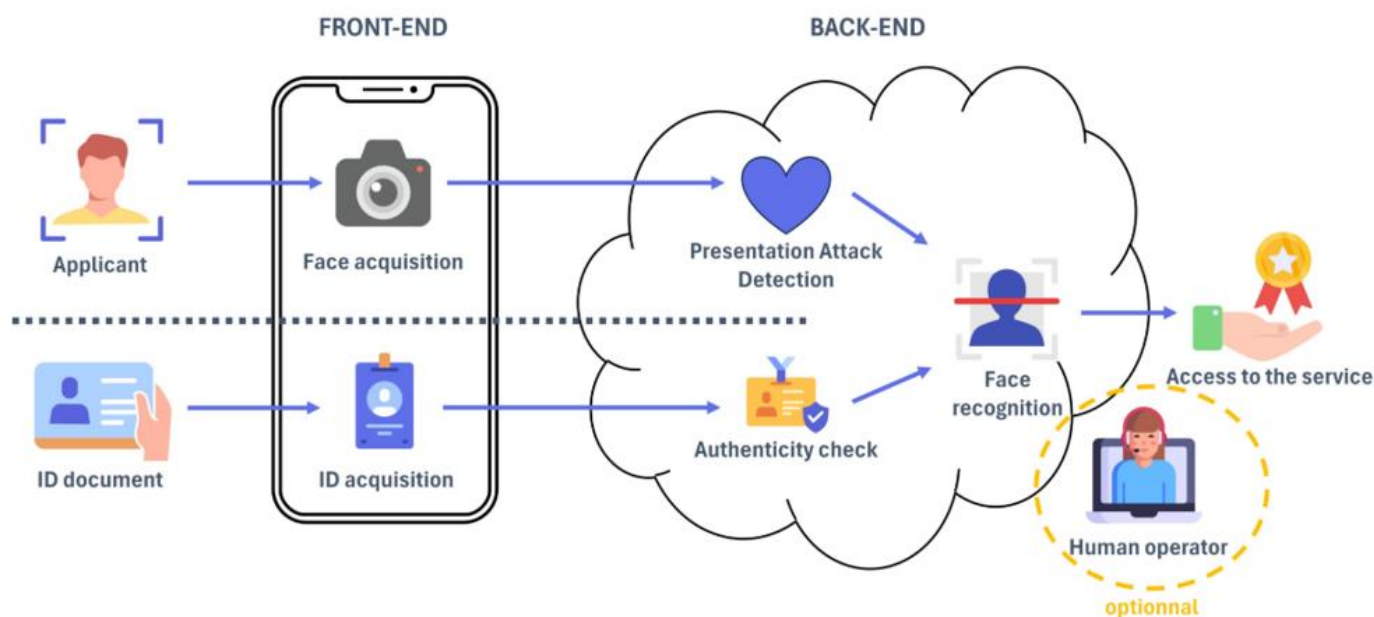 FRONT-END
BACK-END
Applicant
Face acquisition
Presentation Attack
Detection
ID document
ID acquisition
Authenticity check
Face
recognition
Access to the service
Human operator
optionnal